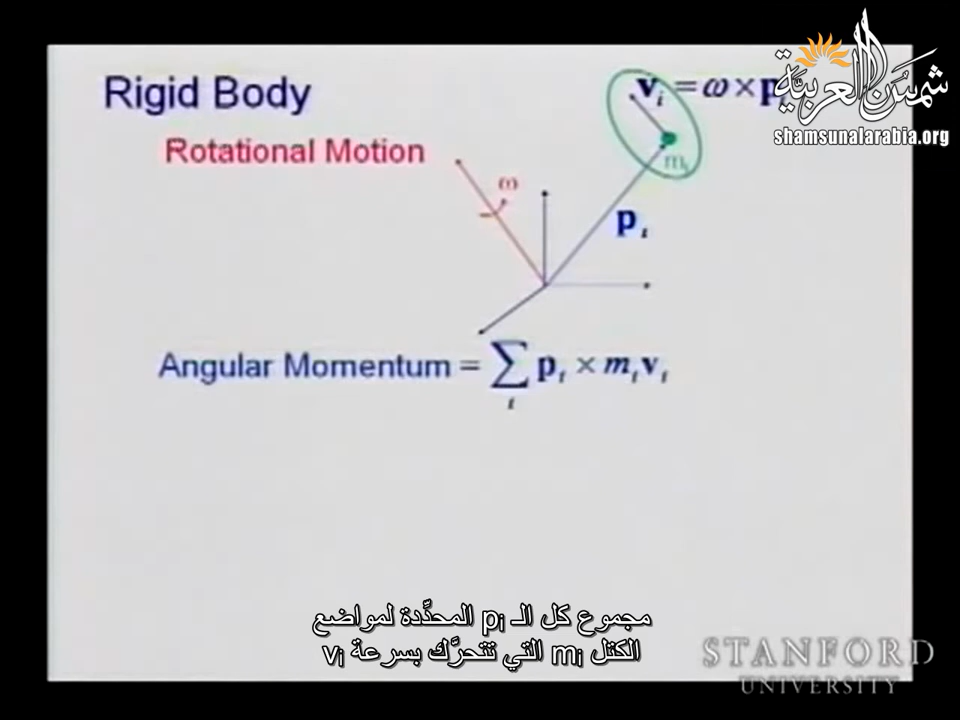 شمس العربية
shamsunalarabia.org
Rigid Body
vᵢ = ω × pᵢ
Rotational Motion
ω
mᵢ
pᵢ
Angular Momentum = ∑ᵢ pᵢ × mᵢvᵢ
مجموع كل الـ pᵢ المحدَّدة لمواضع
الكتل mᵢ التي تتحرَّك بسرعة vᵢ
STANFORD
UNIVERSITY